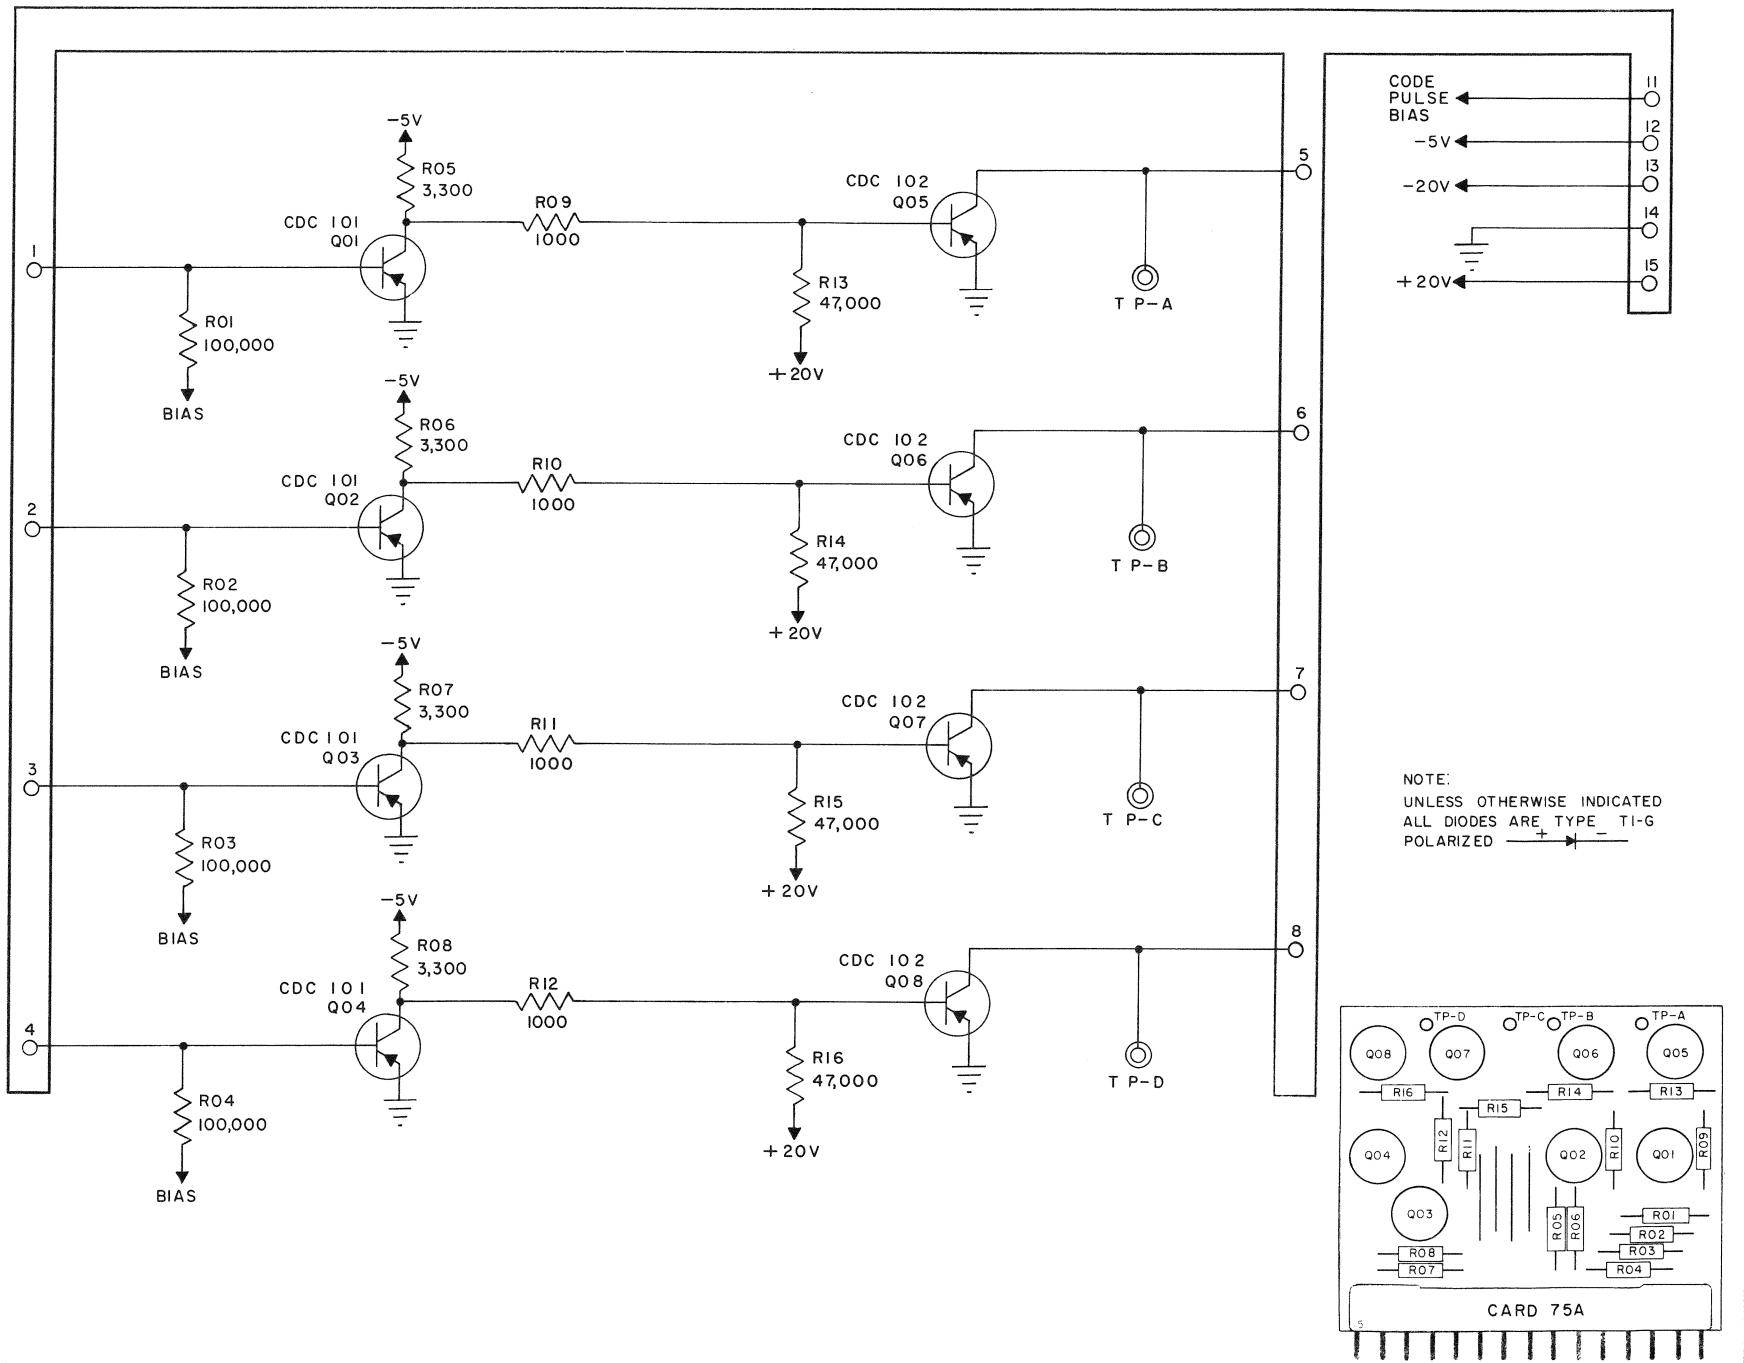 CODE
PULSE
BIAS
11
-5V
12
-20V
13
14
+20V
15
-5V
R05
3,300
CDC 101
Q01
R09
1000
CDC 102
Q05
5
1
R01
100,000
BIAS
R13
47,000
+20V
T P-A
-5V
R06
3,300
CDC 101
Q02
R10
1000
CDC 102
Q06
6
2
R02
100,000
BIAS
R14
47,000
+20V
T P-B
-5V
R07
3,300
CDC 101
Q03
R11
1000
CDC 102
Q07
7
3
R03
100,000
BIAS
R15
47,000
+20V
T P-C
-5V
R08
3,300
CDC 101
Q04
R12
1000
CDC 102
Q08
8
4
R04
100,000
BIAS
R16
47,000
+20V
T P-D
NOTE:
UNLESS OTHERWISE INDICATED
ALL DIODES ARE TYPE T1-G
POLARIZED + -
TP-D TP-C TP-B TP-A
Q08 Q07 Q06 Q05
R16 R14 R13
R15
R12 R11 R10 R09
Q04 Q02 Q01
Q03
R05 R06
R01
R02
R08 R03
R07 R04
CARD 75A
5